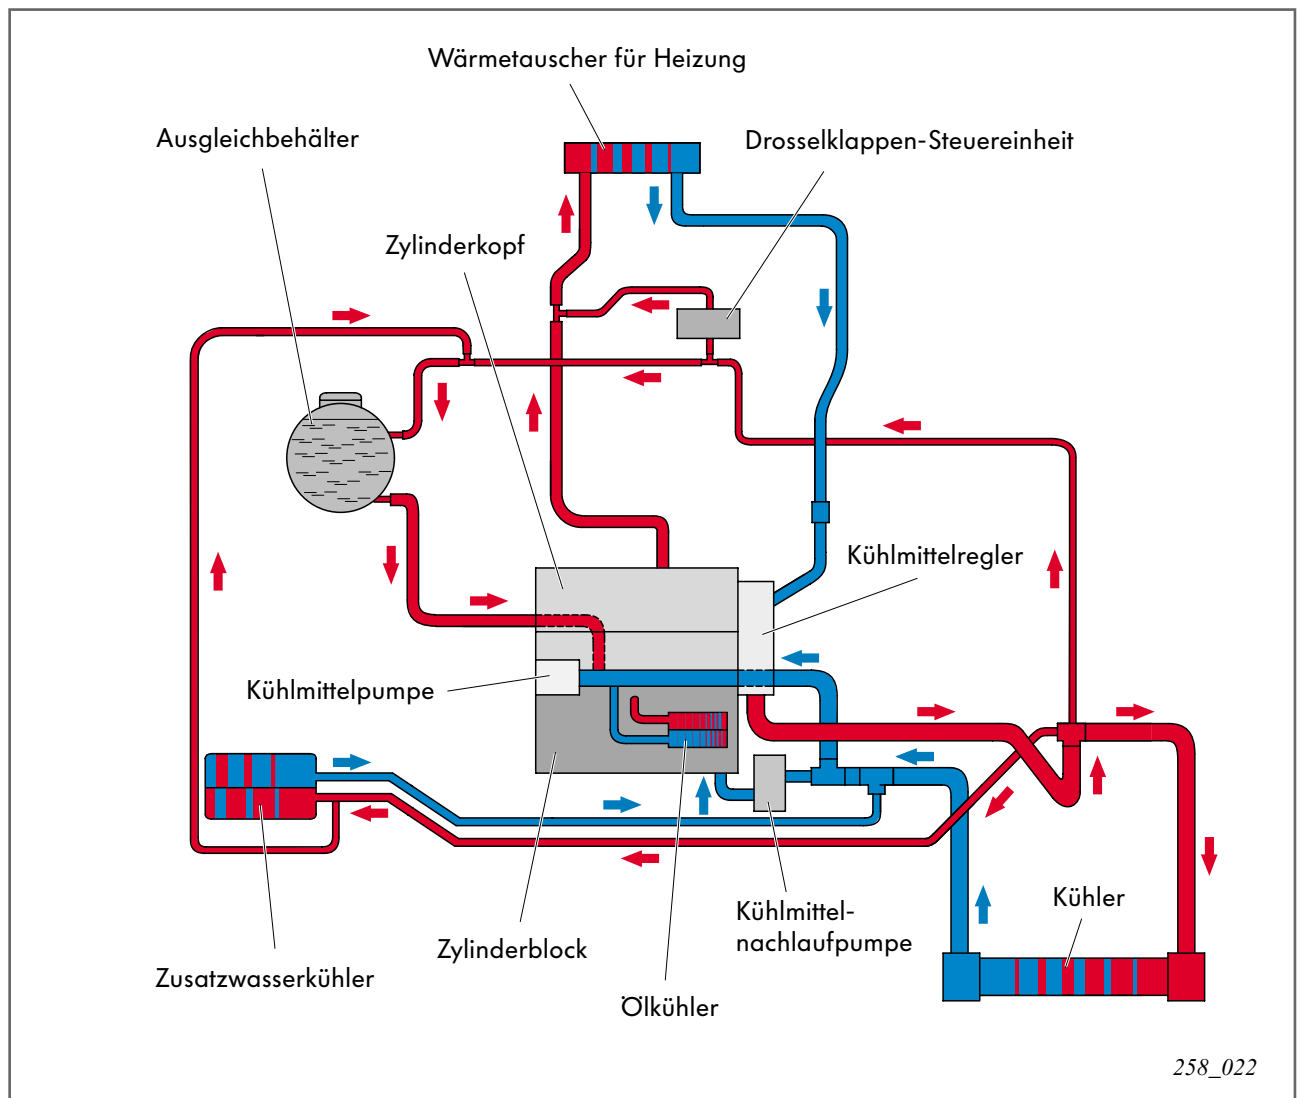 Wärmetauscher für Heizung
Ausgleichbehälter
Drosselklappen-Steuereinheit
Zylinderkopf
Kühlmittelregler
Kühlmittelpumpe
Kühler
Kühlmittel-
nachlaufpumpe
Zylinderblock
Zusatzwasserkühler
Ölkühler
258_022